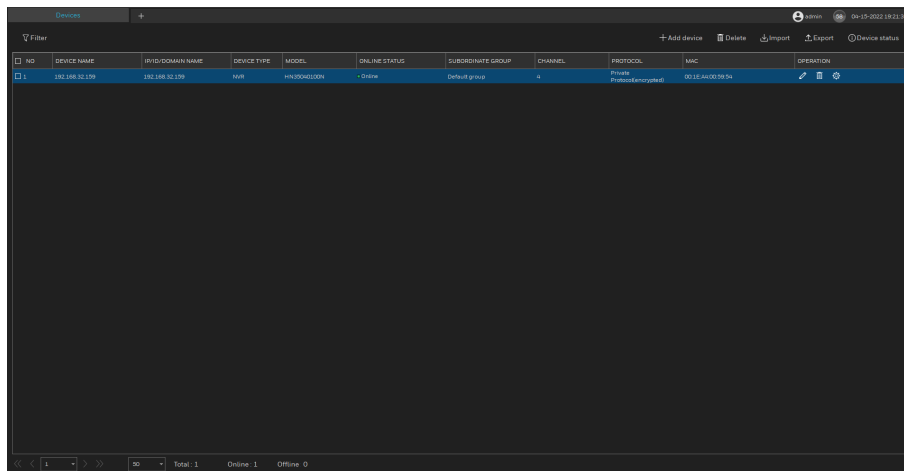 Devices + admin 04-15-2022 19:21:3
Filter Add device Delete Import Export Device status
NO DEVICE NAME IP/ID/DOMAIN NAME DEVICE TYPE MODEL ONLINE STATUS SUBORDINATE GROUP CHANNEL PROTOCOL MAC OPERATION
1 192.168.32.159 192.168.32.159 NVR HN35040100N • Online Default group 4 Private
Protocol(encrypted) 00:1E:A4:00:59:54
1 50 Total: 1 Online: 1 Offline 0